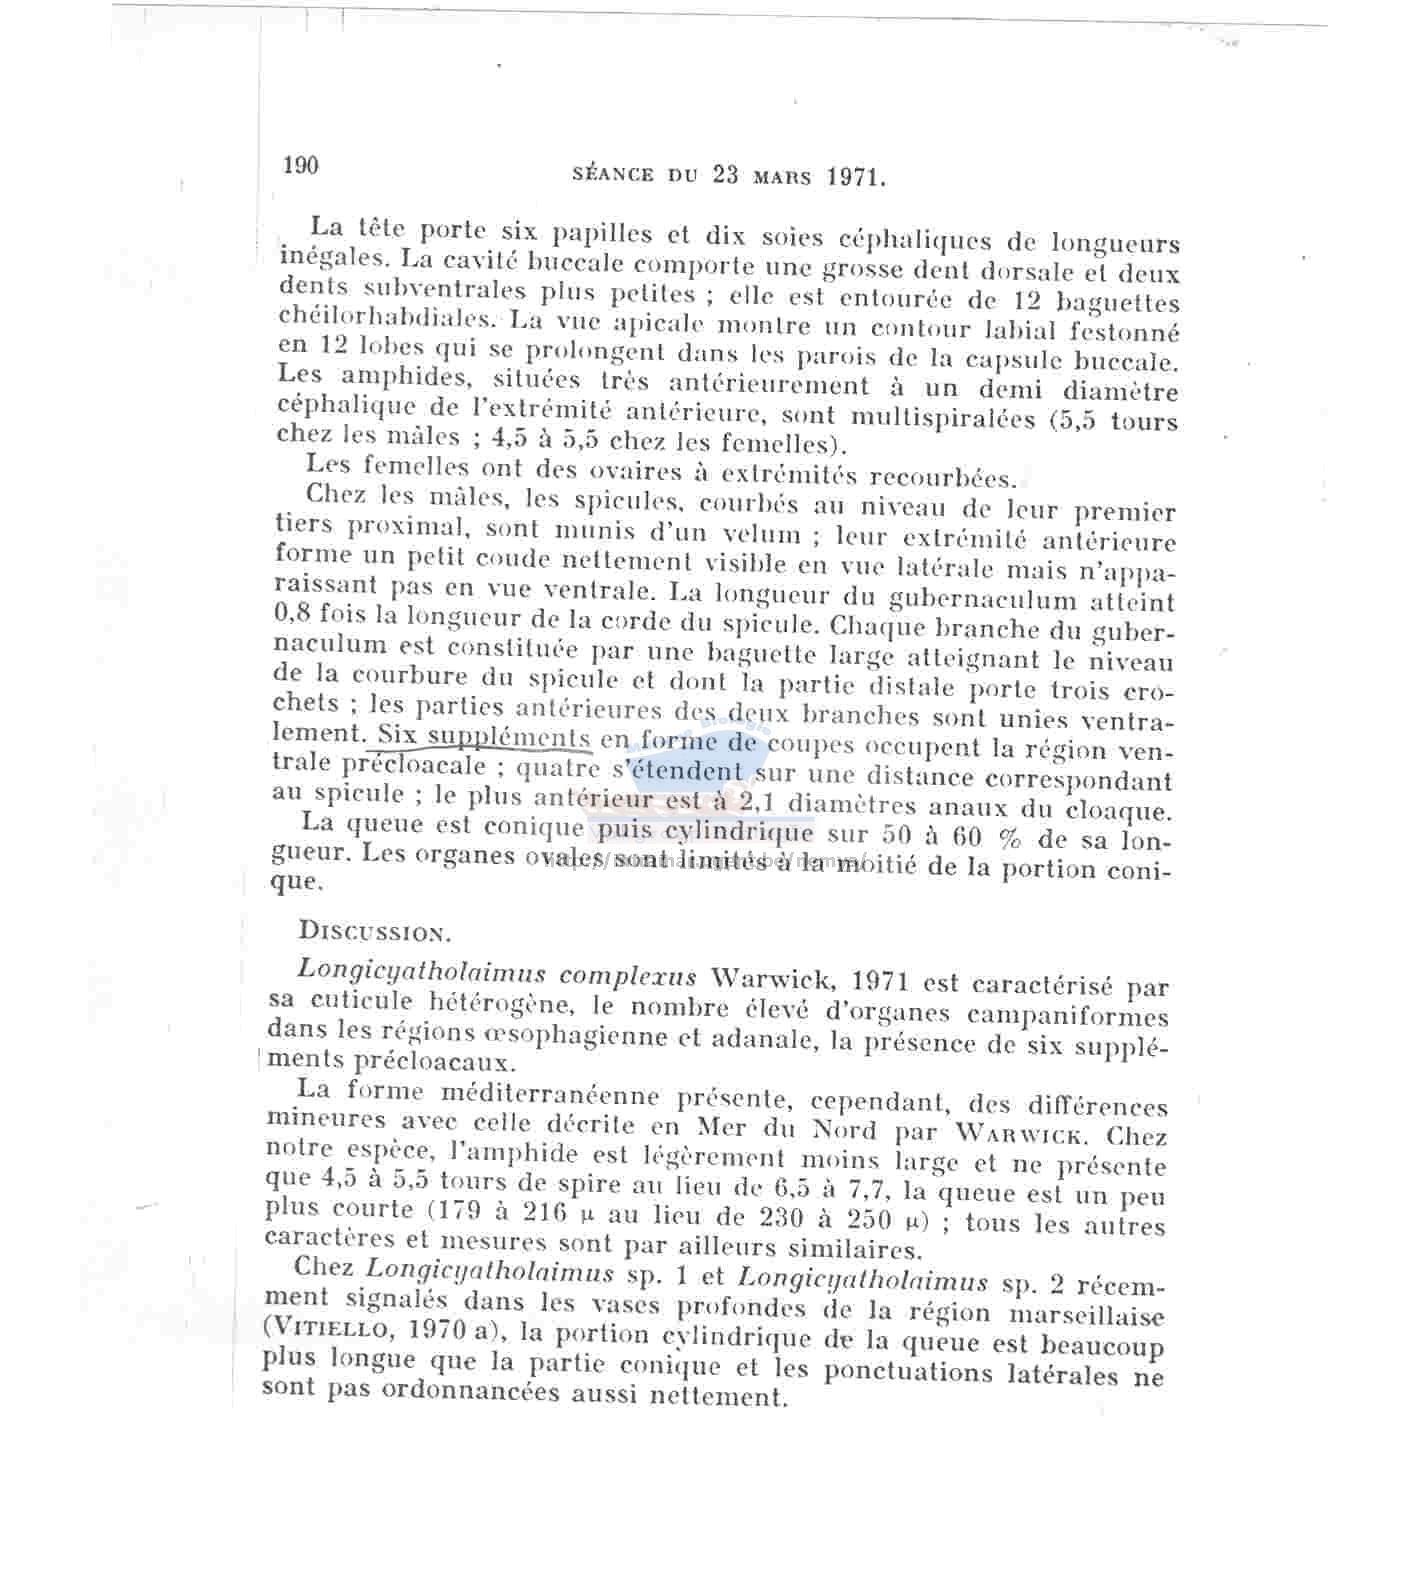 190
SÉANCE DU 23 MARS 1971.
La tête porte six papilles et dix soies céphaliques de longueurs
inégales. La cavité buccale comporte une grosse dent dorsale et deux
dents subventrales plus petites ; elle est entourée de 12 baguettes
chéilorhabdiales. La vue apicale montre un contour labial festonné
en 12 lobes qui se prolongent dans les parois de la capsule buccale.
Les amphides, situées très antérieurement à un demi diamètre
céphalique de l'extrémité antérieure, sont multispiralées (5,5 tours
chez les mâles ; 4,5 à 5,5 chez les femelles).
Les femelles ont des ovaires à extrémités recourbées.
Chez les mâles, les spicules, courbés au niveau de leur premier
tiers proximal, sont munis d'un velum ; leur extrémité antérieure
forme un petit coude nettement visible en vue latérale mais n'appa-
raissant pas en vue ventrale. La longueur du gubernaculum atteint
0,8 fois la longueur de la corde du spicule. Chaque branche du guber-
naculum est constituée par une baguette large atteignant le niveau
de la courbure du spicule et dont la partie distale porte trois cro-
chets ; les parties antérieures des deux branches sont unies ventra-
lement. Six suppléments en forme de coupes occupent la région ven-
trale précloacale ; quatre s'étendent sur une distance correspondant
au spicule ; le plus antérieur est à 2,1 diamètres anaux du cloaque.
La queue est conique puis cylindrique sur 50 à 60 % de sa lon-
gueur. Les organes ovales sont limités à la moitié de la portion coni-
que.
DISCUSSION.
Longicyatholaimus complexus Warwick, 1971 est caractérisé par
sa cuticule hétérogène, le nombre élevé d'organes campaniformes
dans les régions œsophagienne et adanale, la présence de six supplé-
ments précloacaux.
La forme méditerranéenne présente, cependant, des différences
mineures avec celle décrite en Mer du Nord par WARWICK. Chez
notre espèce, l'amphide est légèrement moins large et ne présente
que 4,5 à 5,5 tours de spire au lieu de 6,5 à 7,7, la queue est un peu
plus courte (179 à 216 µ au lieu de 230 à 250 µ) ; tous les autres
caractères et mesures sont par ailleurs similaires.
Chez Longicyatholaimus sp. 1 et Longicyatholaimus sp. 2 récem-
ment signalés dans les vases profondes de la région marseillaise
(VITIELLO, 1970 a), la portion cylindrique de la queue est beaucoup
plus longue que la partie conique et les ponctuations latérales ne
sont pas ordonnancées aussi nettement.